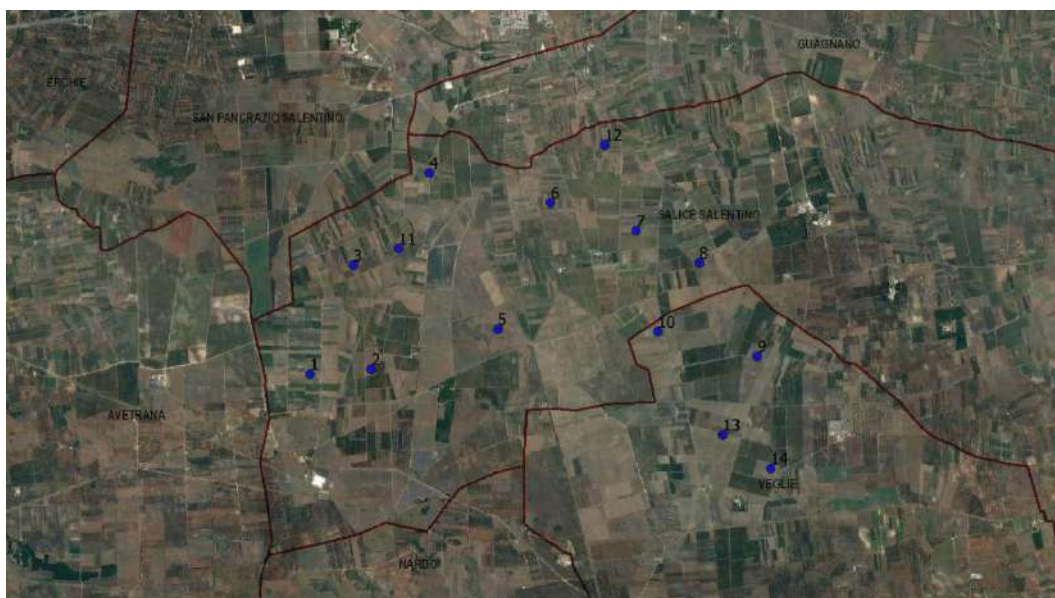 GUAGNANO
ERCHIE
SAN PANCRAZIO SALENTINO
12
4
6
SALICE SALENTINO
7
11
3
8
5
10
9
2
1
AVETRANA
13
14
VEGLIE
NARDO'